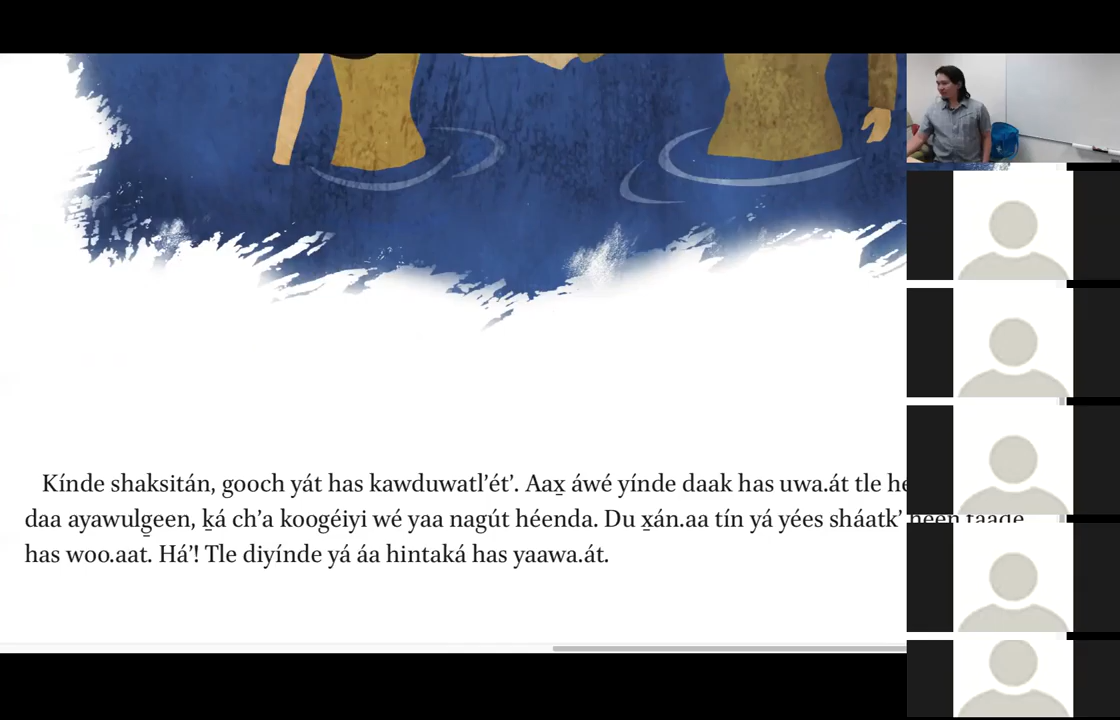 Kínde shaksitán, gooch yát has kawduwatl’ét’. Aax̱ áwé yínde daak has uwa.át tle
daa ayawulg̱een, ḵá ch’a koogéiyi wé yaa nagút héenda. Du x̱án.aa tín yá yées sháatk’ héen taade
has woo.aat. Há’! Tle diyínde yá áa hintaká has yaawa.át.